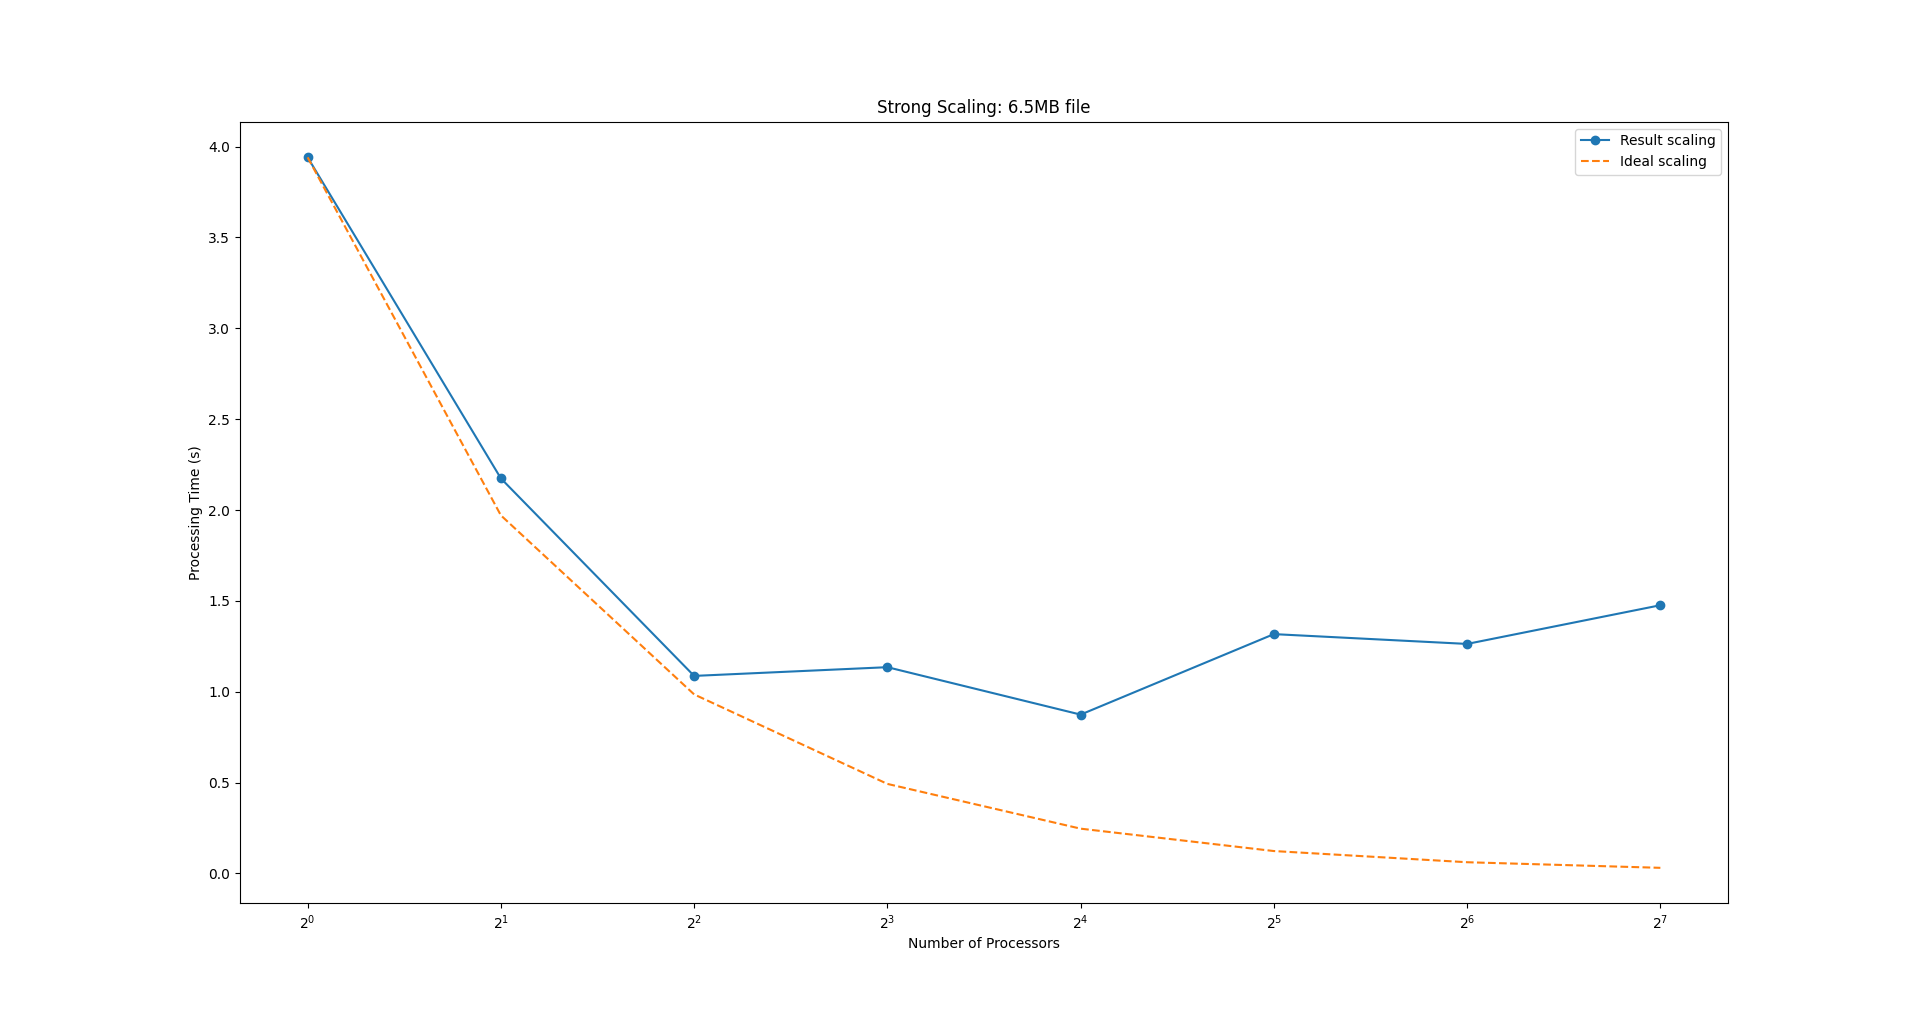 Strong Scaling: 6.5MB file
Result scaling
Ideal scaling
4.0
3.5
3.0
2.5
2.0
1.5
1.0
0.5
0.0
Processing Time (s)
2⁰ 2¹ 2² 2³ 2⁴ 2⁵ 2⁶ 2⁷
Number of Processors